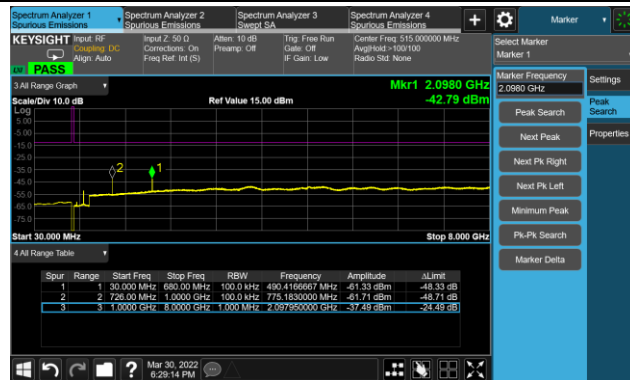 Spectrum Analyzer 1
Spurious Emissions
Spectrum Analyzer 2
Spurious Emissions
Spectrum Analyzer 3
Swept SA
Spectrum Analyzer 4
Spurious Emissions
+
Marker
KEYSIGHT
Input: RF
Coupling: DC
Align: Auto
Input Z: 50 Ω
Corrections: On
Freq Ref: Int (S)
Atten: 10 dB
Preamp: Off
Trig: Free Run
Gate: Off
IF Gain: Low
Center Freq: 515.000000 MHz
Avg|Hold:>100/100
Radio Std: None
PASS
Select Marker
Marker 1
3 All Range Graph
Mkr1 2.0980 GHz
Scale/Div 10.0 dB
Ref Value 15.00 dBm
-42.79 dBm
Log
5.00
-5.00
-15.0
-25.0
-35.0
-45.0
-55.0
-65.0
-75.0
2
1
Start 30.000 MHz
Stop 8.000 GHz
Marker Frequency
2.0980 GHz
Peak Search
Next Peak
Next Pk Right
Next Pk Left
Minimum Peak
Pk-Pk Search
Marker Delta
Settings
Peak
Search
Properties
4 All Range Table
Spur Range Start Freq Stop Freq RBW Frequency Amplitude ΔLimit
1 1 30.000 MHz 680.00 MHz 100.0 kHz 490.4166667 MHz -61.33 dBm -48.33 dB
2 2 726.00 MHz 1.0000 GHz 100.0 kHz 775.1830000 MHz -61.71 dBm -48.71 dB
3 3 1.0000 GHz 8.0000 GHz 1.000 MHz 2.097950000 GHz -37.49 dBm -24.49 dB
?
Mar 30, 2022
6:29:14 PM